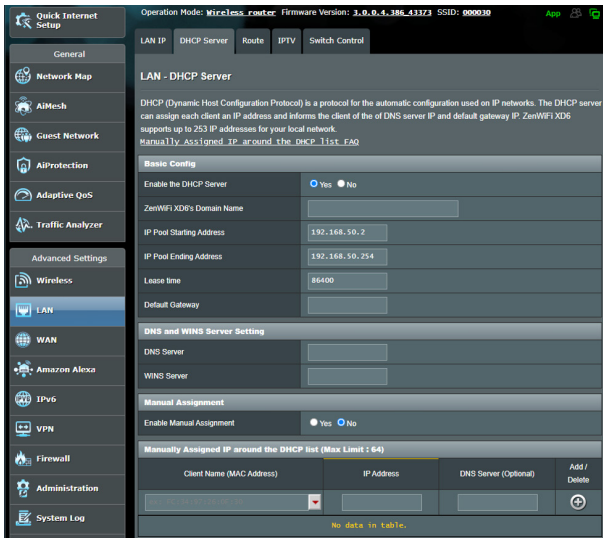 Quick Internet
Setup
Operation Mode: Wireless router Firmware Version: 3.0.0.4.386_43373 SSID: 000030
App
General
Network Map
AiMesh
Guest Network
AiProtection
Adaptive QoS
Traffic Analyzer
Advanced Settings
Wireless
LAN
WAN
Amazon Alexa
IPv6
VPN
Firewall
Administration
System Log
LAN IP DHCP Server Route IPTV Switch Control
LAN - DHCP Server
DHCP (Dynamic Host Configuration Protocol) is a protocol for the automatic configuration used on IP networks. The DHCP server
can assign each client an IP address and informs the client of the of DNS server IP and default gateway IP. ZenWiFi XD6
supports up to 253 IP addresses for your local network.
Manually Assigned IP around the DHCP list FAQ
Basic Config
Enable the DHCP Server Yes No
ZenWiFi XD6's Domain Name
IP Pool Starting Address 192.168.50.2
IP Pool Ending Address 192.168.50.254
Lease time 86400
Default Gateway
DNS and WINS Server Setting
DNS Server
WINS Server
Manual Assignment
Enable Manual Assignment Yes No
Manually Assigned IP around the DHCP list (Max Limit : 64)
Client Name (MAC Address) IP Address DNS Server (Optional) Add /
Delete
No data in table.